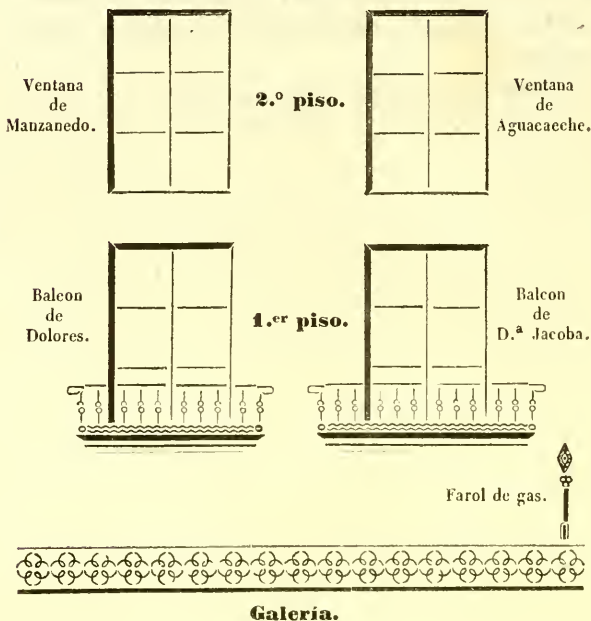 Ventana
de
Manzanedo.
2.º piso.
Ventana
de
Aguacaeche.
Balcon
de
Dolores.
1.er piso.
Balcon
de
D.ª Jacoba.
Farol de gas.
Galería.